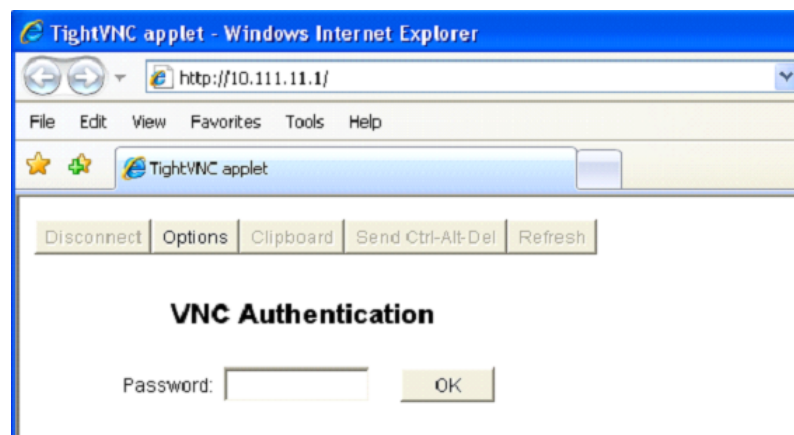 TightVNC applet - Windows Internet Explorer
http://10.111.11.1/
File Edit View Favorites Tools Help
TightVNC applet
Disconnect Options Clipboard Send Ctrl-Alt-Del Refresh
VNC Authentication
Password: OK